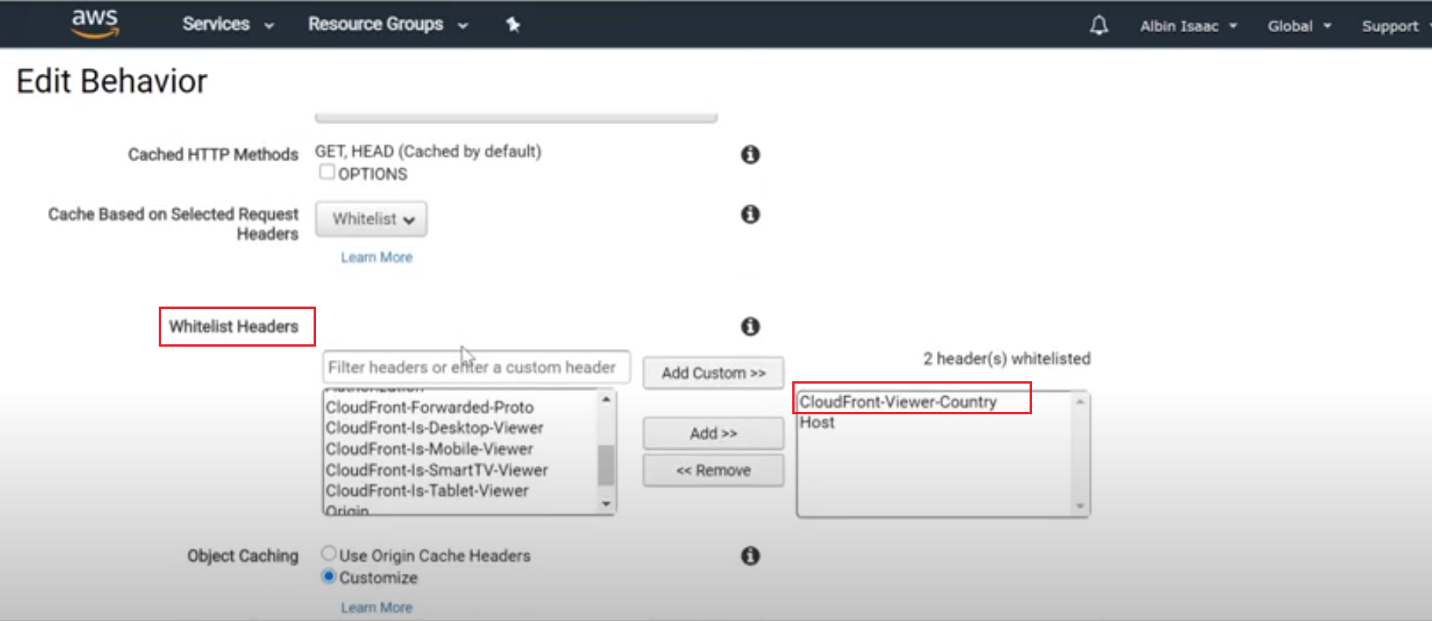 aws Services Resource Groups Albin Isaac Global Support
Edit Behavior
Cached HTTP Methods GET, HEAD (Cached by default)
OPTIONS
Cache Based on Selected Request Headers Whitelist
Learn More
Whitelist Headers
2 header(s) whitelisted
Filter headers or enter a custom header Add Custom >>
Authorization
CloudFront-Forwarded-Proto
CloudFront-Is-Desktop-Viewer
CloudFront-Is-Mobile-Viewer
CloudFront-Is-SmartTV-Viewer
CloudFront-Is-Tablet-Viewer
Origin
Add >>
<< Remove
CloudFront-Viewer-Country
Host
Object Caching Use Origin Cache Headers
Customize
Learn More